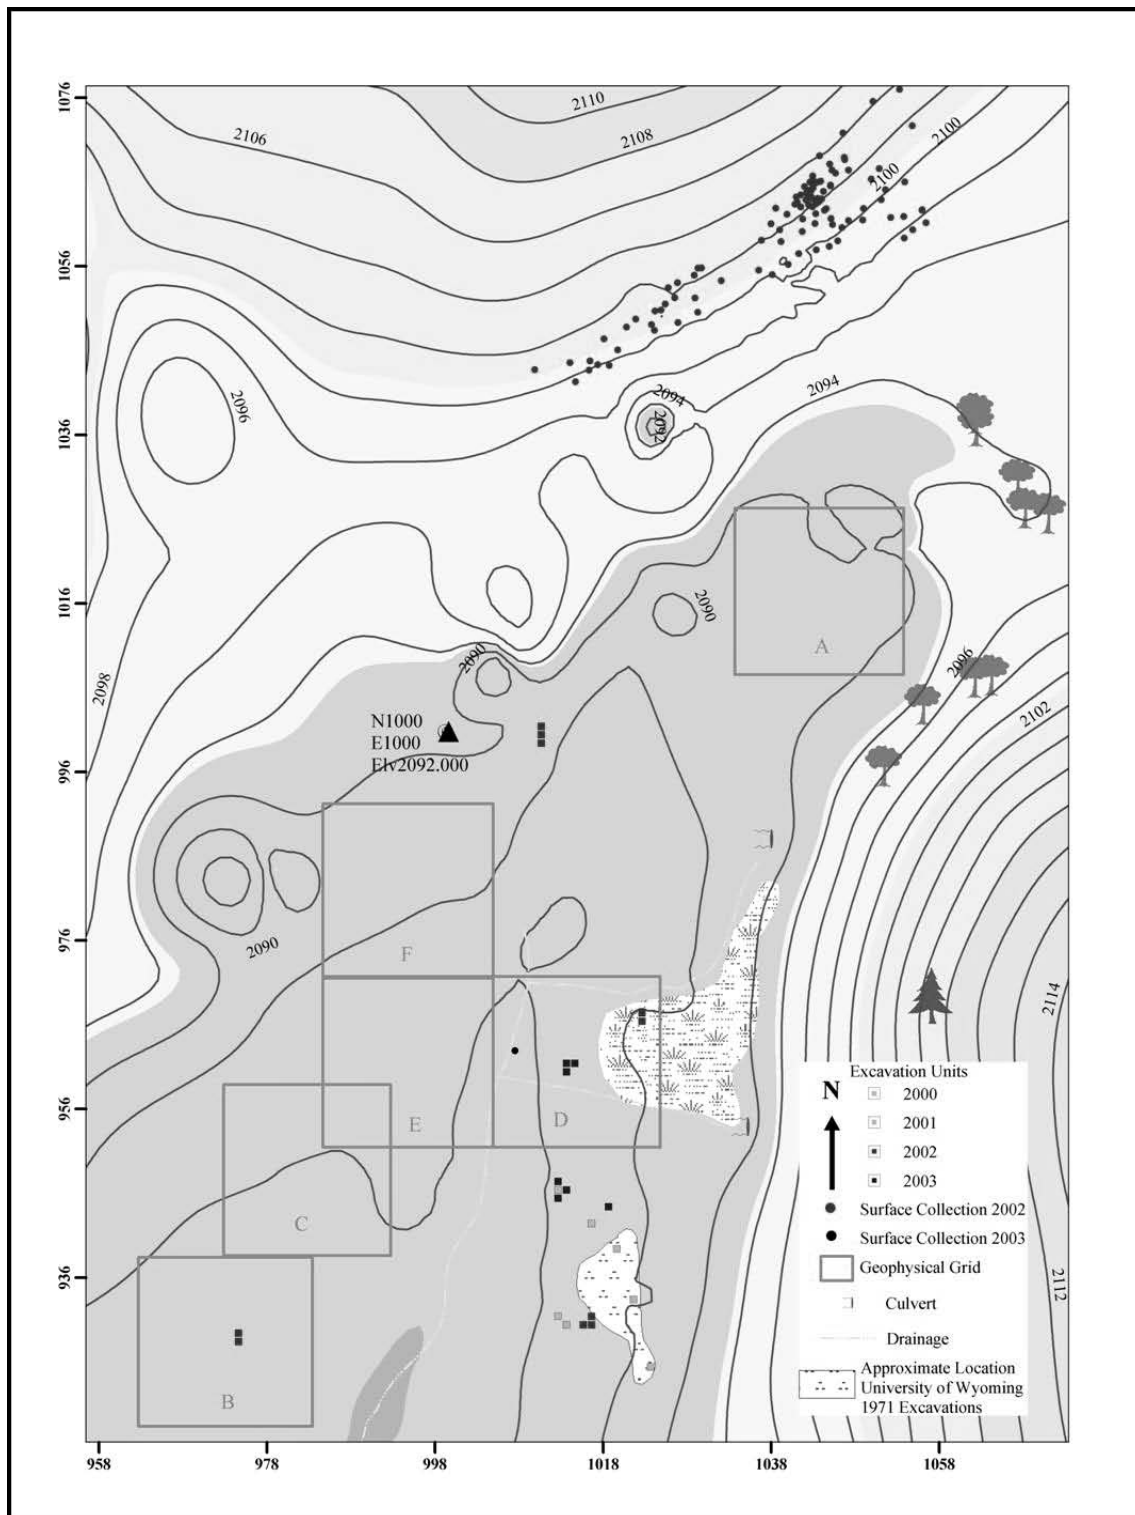 1076
2110
2106
2108
2100
2100
1056
2096
2094
2094
2092
1036
1016
2090
A
2090
2096
2098
N1000
E1000
Elv2092.000
2102
996
F
976
2090
2114
Excavation Units
N
2000
956
E
D
2001
2002
2003
C
Surface Collection 2002
Surface Collection 2003
936
Geophysical Grid
2112
Culvert
Drainage
Approximate Location
University of Wyoming
1971 Excavations
B
958
978
998
1018
1038
1058